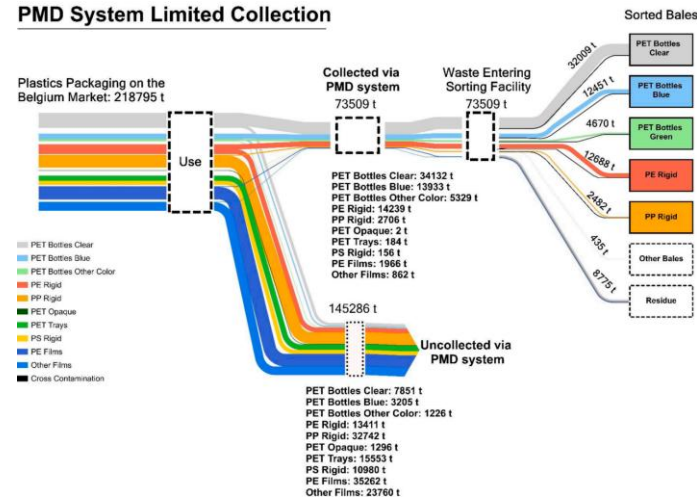 PMD System Limited Collection
Sorted Bales
Plastics Packaging on the
Belgium Market: 218795 t
Use
Collected via
PMD system
73509 t
Waste Entering
Sorting Facility
73509 t
32009 t
PET Bottles
Clear
12451 t
PET Bottles
Blue
4670 t
PET Bottles
Green
12688 t
PE Rigid
2482 t
PP Rigid
435 t
Other Bales
8775 t
Residue
PET Bottles Clear: 34132 t
PET Bottles Blue: 13933 t
PET Bottles Other Color: 5329 t
PE Rigid: 14239 t
PP Rigid: 2706 t
PET Opaque: 2 t
PET Trays: 184 t
PS Rigid: 156 t
PE Films: 1966 t
Other Films: 862 t
PET Bottles Clear
PET Bottles Blue
PET Bottles Other Color
PE Rigid
PP Rigid
PET Opaque
PET Trays
PS Rigid
PE Films
Other Films
Cross Contamination
145286 t
Uncollected via
PMD system
PET Bottles Clear: 7851 t
PET Bottles Blue: 3205 t
PET Bottles Other Color: 1226 t
PE Rigid: 13411 t
PP Rigid: 32742 t
PET Opaque: 1296 t
PET Trays: 15553 t
PS Rigid: 10980 t
PE Films: 35262 t
Other Films: 23760 t